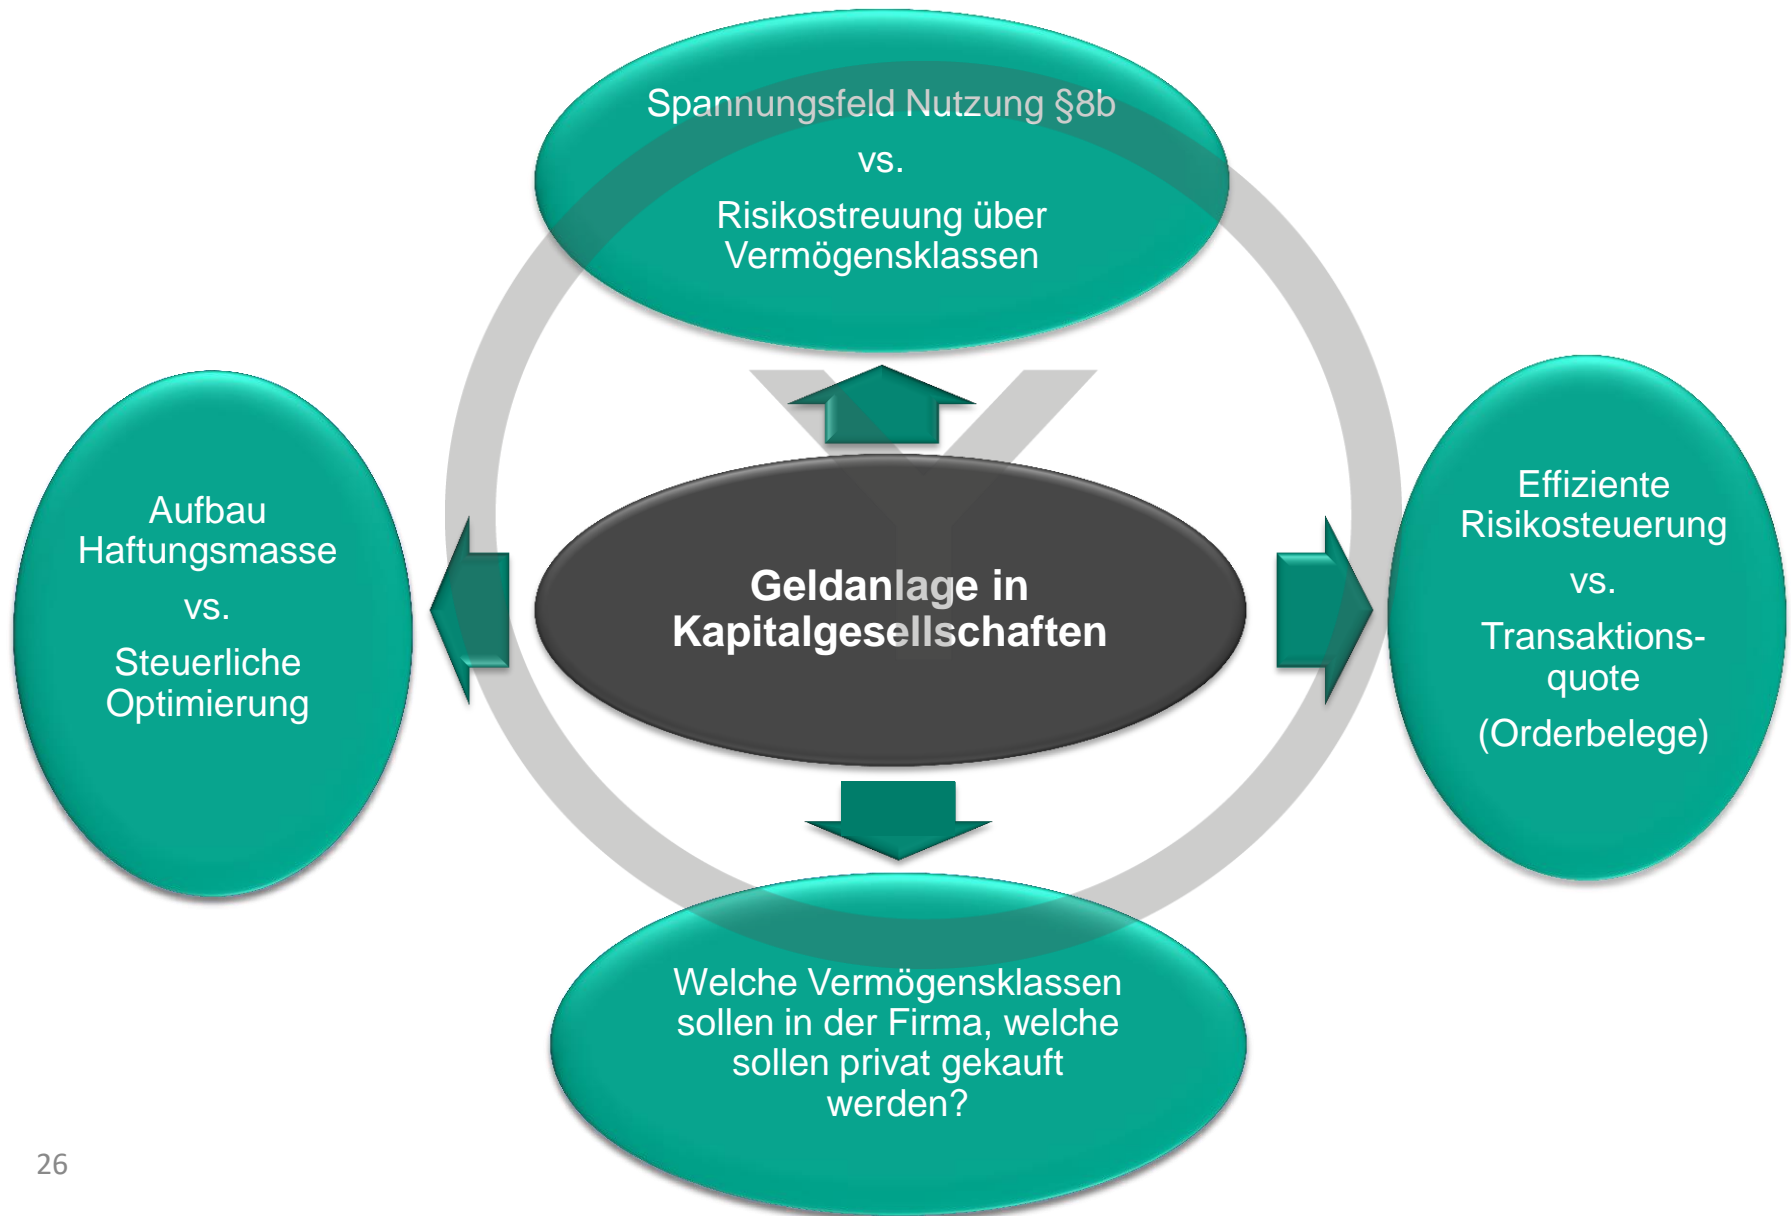 Spannungsfeld Nutzung §8b
vs.
Risikostreuung über
Vermögensklassen
Aufbau
Haftungsmasse
vs.
Steuerliche
Optimierung
Geldanlage in
Kapitalgesellschaften
Effiziente
Risikosteuerung
vs.
Transaktions-
quote
(Orderbelege)
Welche Vermögensklassen
sollen in der Firma, welche
sollen privat gekauft
werden?
26